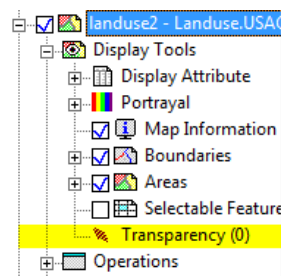 landuse2 - Landuse.USAC
Display Tools
Display Attribute
Portrayal
Map Information
Boundaries
Areas
Selectable Feature
Transparency (0)
Operations